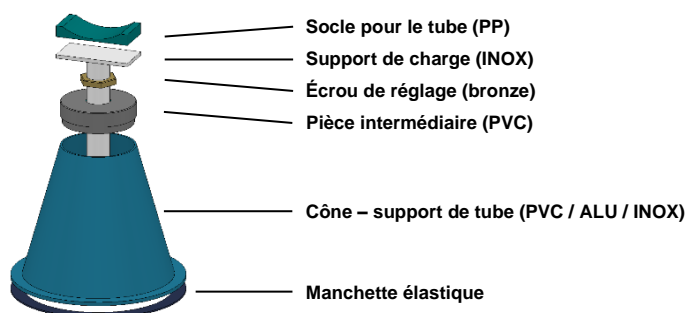 Socle pour le tube (PP)
Support de charge (INOX)
Écrou de réglage (bronze)
Pièce intermédiaire (PVC)
Cône – support de tube (PVC / ALU / INOX)
Manchette élastique